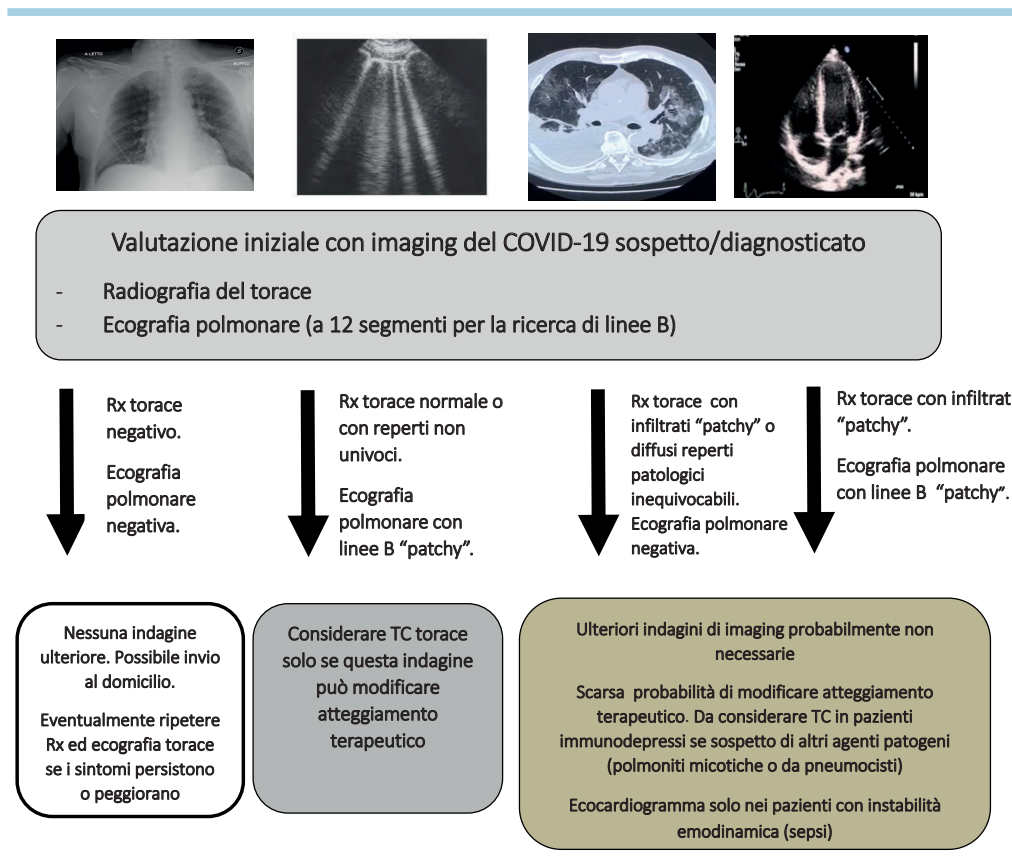 A-LETTO
S
SUPINO
Valutazione iniziale con imaging del COVID-19 sospetto/diagnosticato
- Radiografia del torace
- Ecografia polmonare (a 12 segmenti per la ricerca di linee B)
Rx torace
negativo.
Ecografia
polmonare
negativa.
Rx torace normale o
con reperti non
univoci.
Ecografia
polmonare con
linee B “patchy”.
Rx torace con
infiltrati “patchy” o
diffusi reperti
patologici
inequivocabili.
Ecografia polmonare
negativa.
Rx torace con infiltrat
“patchy”.
Ecografia polmonare
con linee B “patchy”.
Nessuna indagine
ulteriore. Possibile invio
al domicilio.
Eventualmente ripetere
Rx ed ecografia torace
se i sintomi persistono
o peggiorano
Considerare TC torace
solo se questa indagine
può modificare
atteggiamento
terapeutico
Ulteriori indagini di imaging probabilmente non
necessarie
Scarsa probabilità di modificare atteggiamento
terapeutico. Da considerare TC in pazienti
immunodepressi se sospetto di altri agenti patogeni
(polmoniti micotiche o da pneumocisti)
Ecocardiogramma solo nei pazienti con instabilità
emodinamica (sepsi)